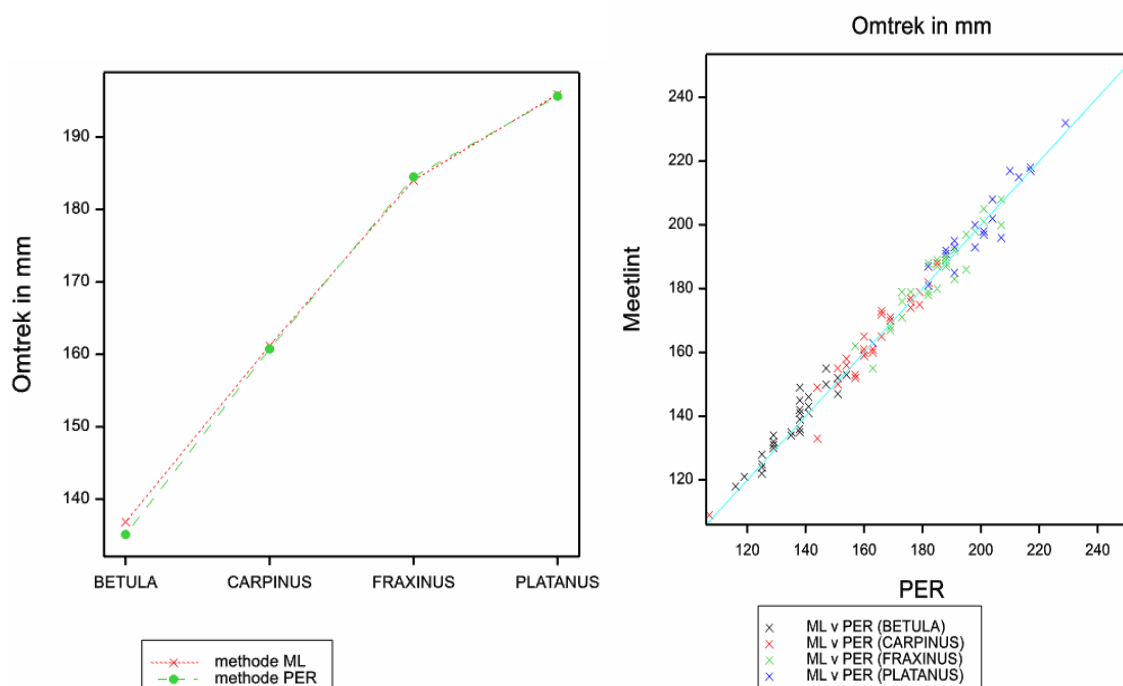 Omtrek in mm
190
180
170
160
150
140
BETULA CARPINUS FRAXINUS PLATANUS
methode ML
methode PER
Omtrek in mm
Meetlint
240
220
200
180
160
140
120
120 140 160 180 200 220 240
PER
ML v PER (BETULA)
ML v PER (CARPINUS)
ML v PER (FRAXINUS)
ML v PER (PLATANUS)